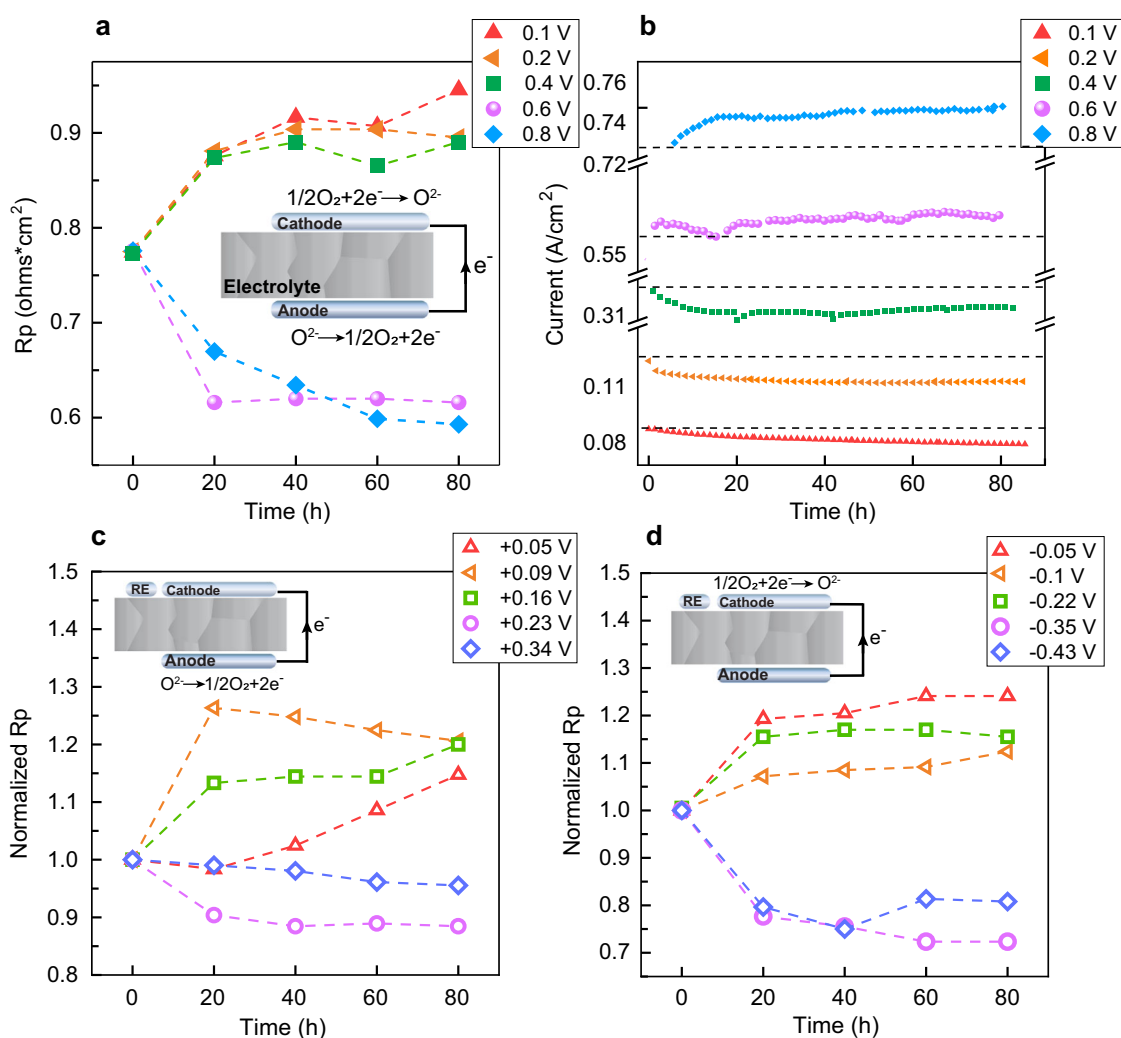 a
0.1 V
0.2 V
0.4 V
0.6 V
0.8 V
Rp (ohms*cm²)
0.9
0.8
0.7
0.6
1/2O₂+2e⁻⟶O²⁻
Cathode
Electrolyte
Anode
e⁻
O²⁻⟶1/2O₂+2e⁻
0 20 40 60 80
Time (h)
b
0.1 V
0.2 V
0.4 V
0.6 V
0.8 V
Current (A/cm²)
0.76
0.74
0.72
0.55
0.31
0.11
0.08
0 20 40 60 80
Time (h)
c
+0.05 V
+0.09 V
+0.16 V
+0.23 V
+0.34 V
Normalized Rp
1.5
1.4
1.3
1.2
1.1
1.0
0.9
0.8
RE Cathode
e⁻
Anode
O²⁻⟶1/2O₂+2e⁻
0 20 40 60 80
Time (h)
d
-0.05 V
-0.1 V
-0.22 V
-0.35 V
-0.43 V
Normalized Rp
1.5
1.4
1.3
1.2
1.1
1.0
0.9
0.8
0.7
1/2O₂+2e⁻⟶O²⁻
RE Cathode
e⁻
Anode
0 20 40 60 80
Time (h)